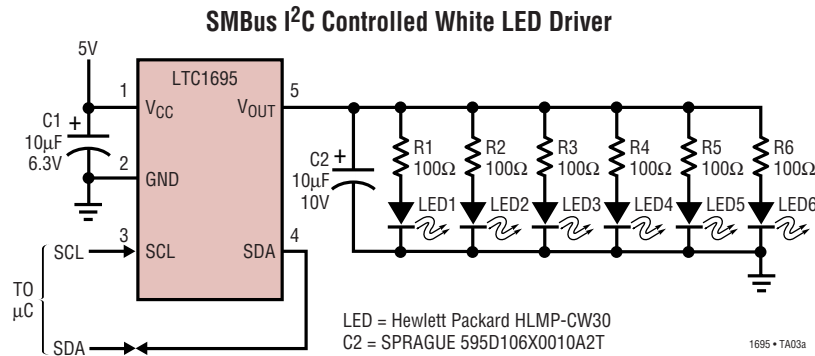 SMBus I²C Controlled White LED Driver
5V
LTC1695
1
5
VCC
VOUT
C1
+
10µF
6.3V
2
GND
C2
+
10µF
10V
R1
100Ω
R2
100Ω
R3
100Ω
R4
100Ω
R5
100Ω
R6
100Ω
LED1
LED2
LED3
LED4
LED5
LED6
3
4
SCL
SCL
SDA
TO
µC
SDA
LED = Hewlett Packard HLMP-CW30
C2 = SPRAGUE 595D106X0010A2T
1695 • TA03a